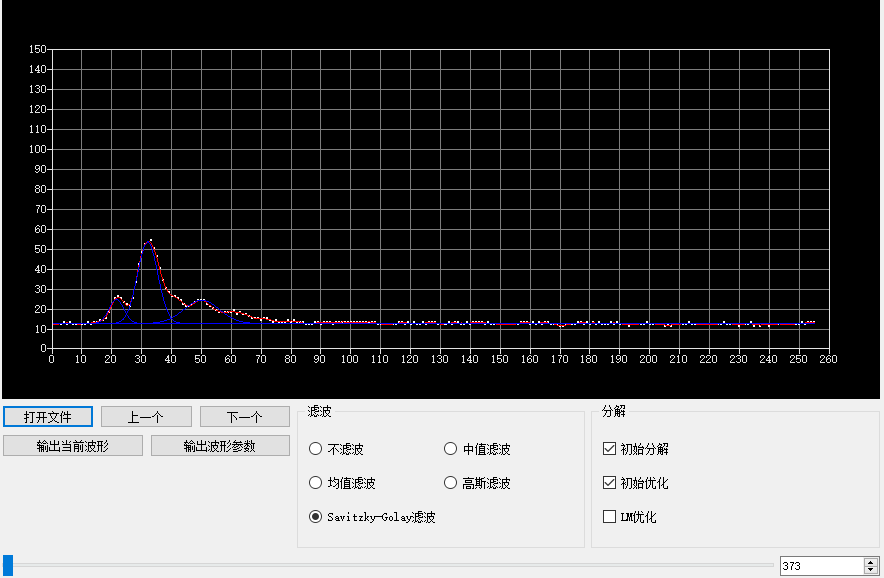 150
140
130
120
110
100
90
80
70
60
50
40
30
20
10
0
0 10 20 30 40 50 60 70 80 90 100 110 120 130 140 150 160 170 180 190 200 210 220 230 240 250 260
打开文件 上一个 下一个
输出当前波形 输出波形参数
滤波
不滤波 中值滤波
均值滤波 高斯滤波
Savitzky-Golay滤波
分解
初始分解
初始优化
LM优化
373